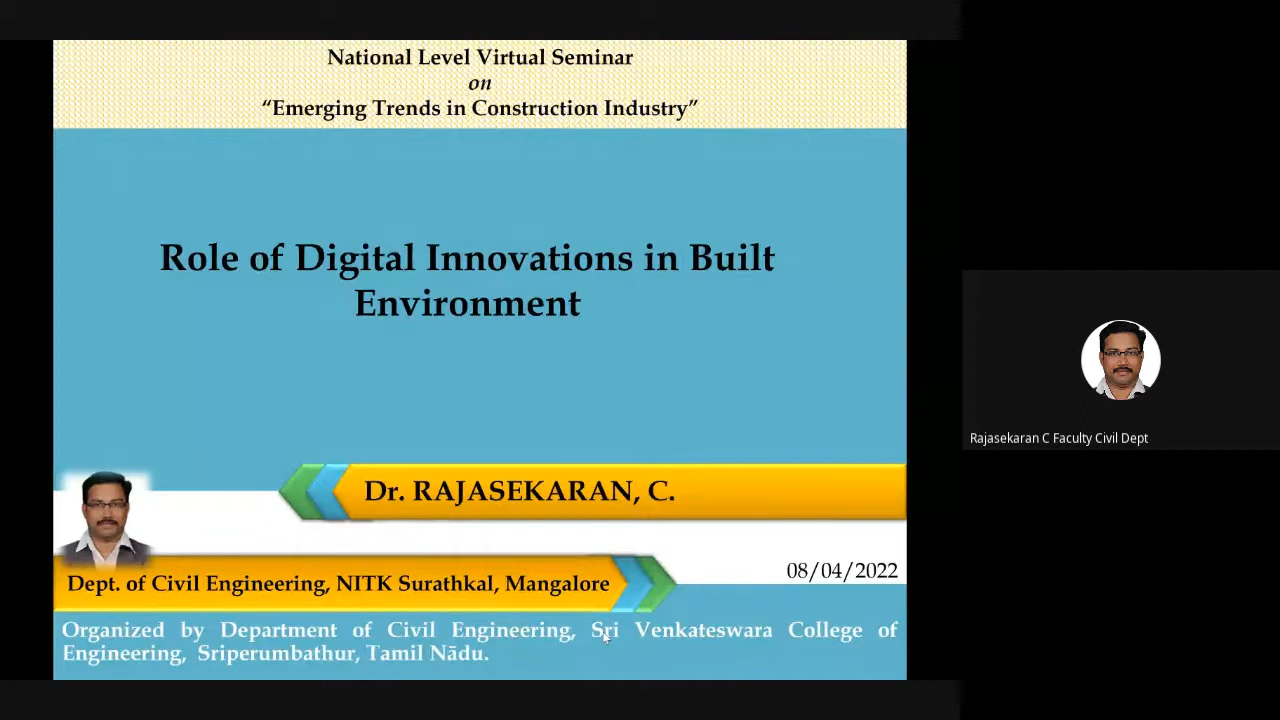 National Level Virtual Seminar
on
“Emerging Trends in Construction Industry”
Role of Digital Innovations in Built
Environment
Dr. RAJASEKARAN, C.
Dept. of Civil Engineering, NITK Surathkal, Mangalore
08/04/2022
Organized by Department of Civil Engineering, Sri Venkateswara College of
Engineering, Sriperumbathur, Tamil Nādu.
Rajasekaran C Faculty Civil Dept